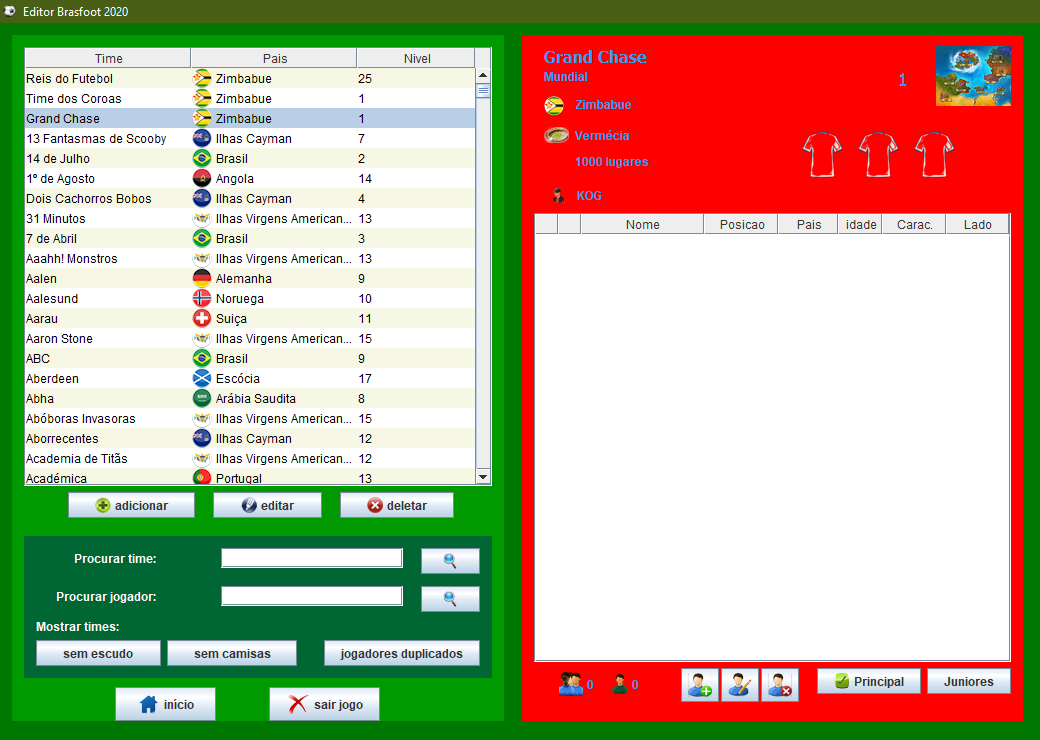 Editor Brasfoot 2020
Time Pais Nivel
Reis do Futebol Zimbabue 25
Time dos Coroas Zimbabue 1
Grand Chase Zimbabue 1
13 Fantasmas de Scooby Ilhas Cayman 7
14 de Julho Brasil 2
1º de Agosto Angola 14
Dois Cachorros Bobos Ilhas Cayman 4
31 Minutos Ilhas Virgens American... 13
7 de Abril Brasil 3
Aaahh! Monstros Ilhas Virgens American... 13
Aalen Alemanha 9
Aalesund Noruega 10
Aarau Suiça 11
Aaron Stone Ilhas Virgens American... 15
ABC Brasil 9
Aberdeen Escócia 17
Abha Arábia Saudita 8
Abóboras Invasoras Ilhas Virgens American... 15
Aborrecentes Ilhas Cayman 12
Academia de Titãs Ilhas Virgens American... 12
Académica Portugal 13
adicionar editar deletar
Procurar time:
Procurar jogador:
Mostrar times:
sem escudo sem camisas jogadores duplicados
início sair jogo
Grand Chase
Mundial 1
Zimbabue
Vermécia
1000 lugares
KOG
Nome Posicao Pais idade Carac. Lado
0 0 Principal Juniores